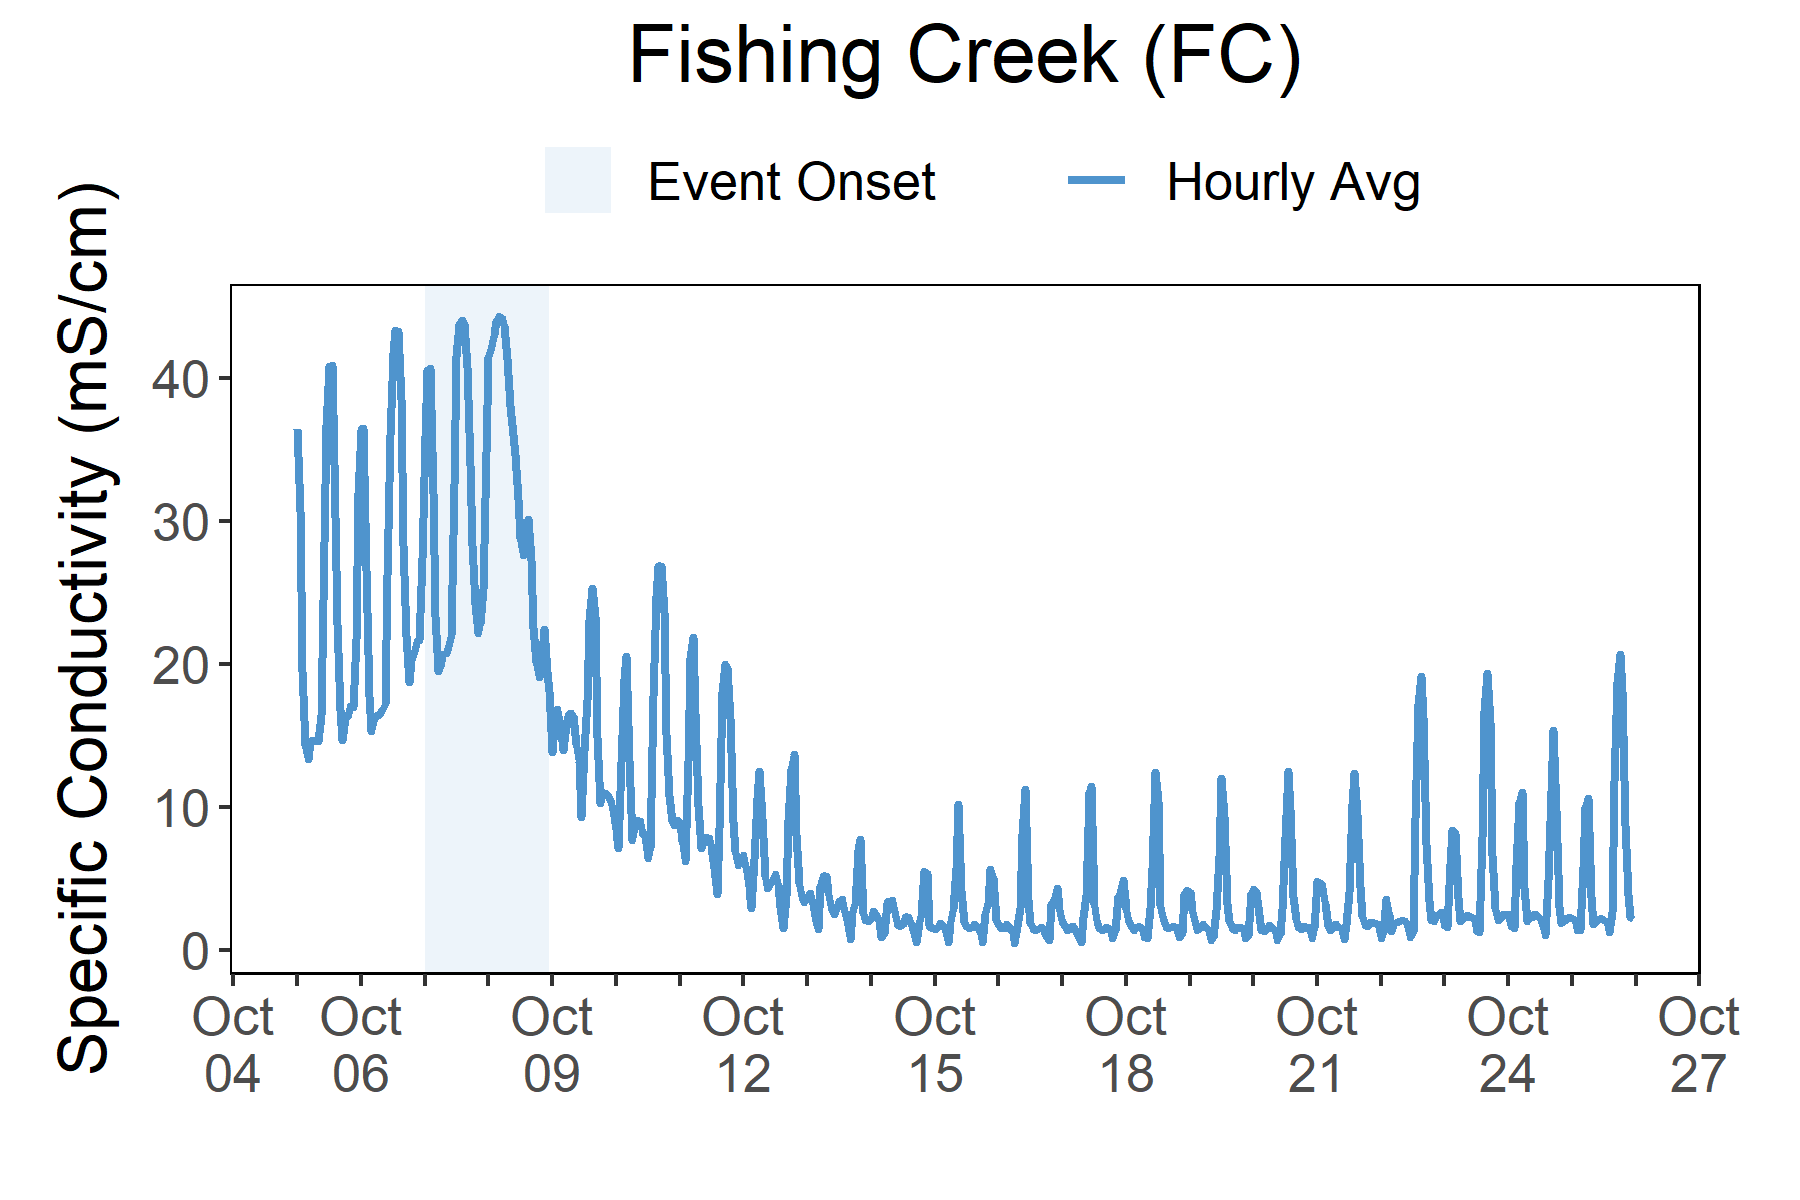 Fishing Creek (FC)
Event Onset
Hourly Avg
Specific Conductivity (mS/cm)
40
30
20
10
0
Oct Oct Oct Oct Oct Oct Oct Oct Oct
04 06 09 12 15 18 21 24 27